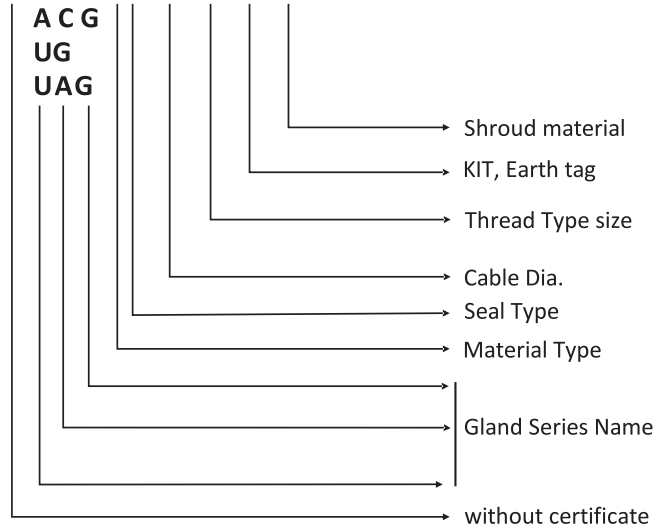 A C G
UG
UAG
Shroud material
KIT, Earth tag
Thread Type size
Cable Dia.
Seal Type
Material Type
Gland Series Name
without certificate